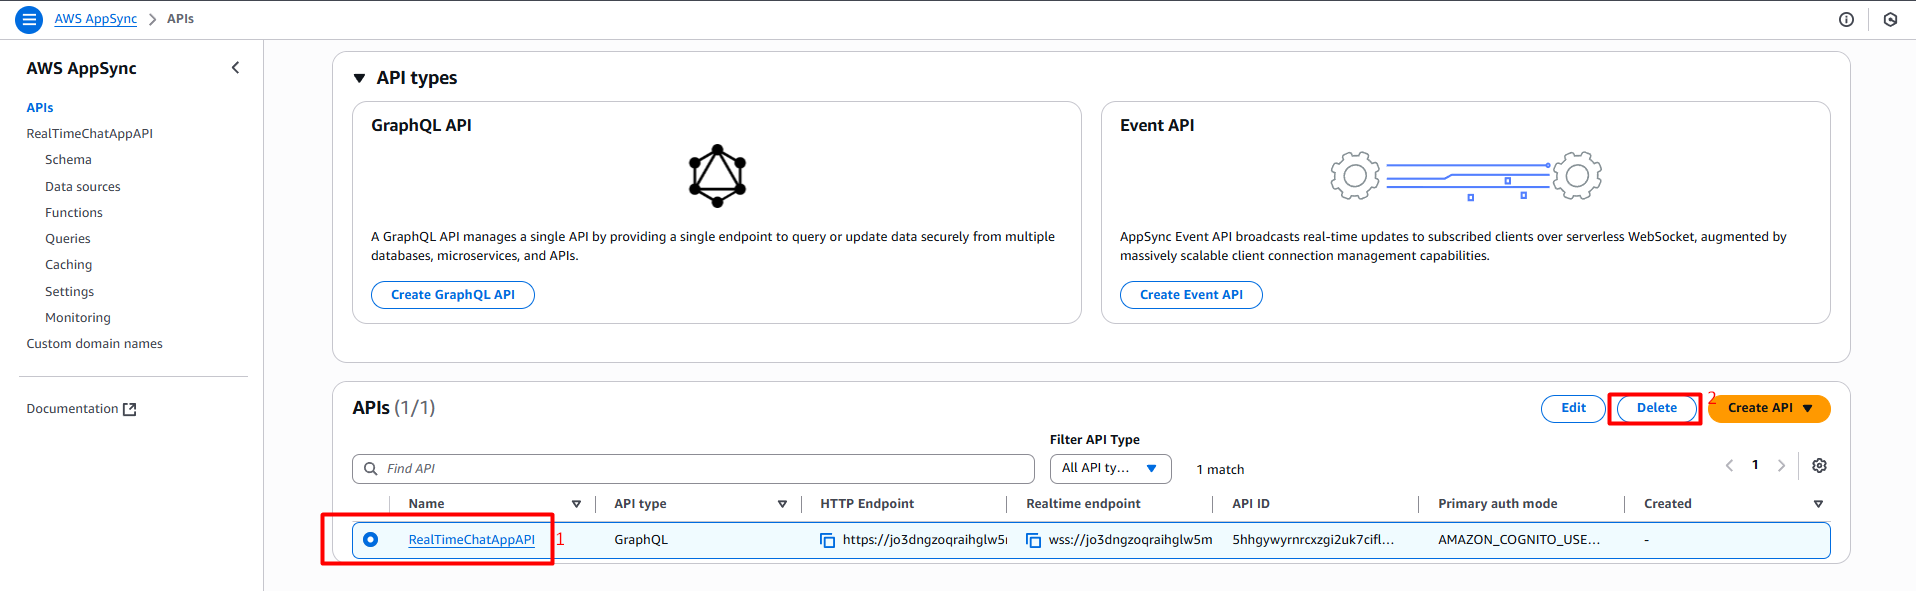 AWS AppSync > APIs
AWS AppSync
APIs
RealTimeChatAppAPI
Schema
Data sources
Functions
Queries
Caching
Settings
Monitoring
Custom domain names
Documentation
API types
GraphQL API
A GraphQL API manages a single API by providing a single endpoint to query or update data securely from multiple
databases, microservices, and APIs.
Create GraphQL API
Event API
AppSync Event API broadcasts real-time updates to subscribed clients over serverless WebSocket, augmented by
massively scalable client connection management capabilities.
Create Event API
APIs (1/1)
Edit
Delete
2
Create API
Filter API Type
Find API
All API ty...
1 match
1
Name API type HTTP Endpoint Realtime endpoint API ID Primary auth mode Created
RealTimeChatAppAPI 1 GraphQL https://jo3dngzoqraihglw5 wss://jo3dngzoqraihglw5m 5hhgywyrnrcxzgi2uk7cifl... AMAZON_COGNITO_USE... -